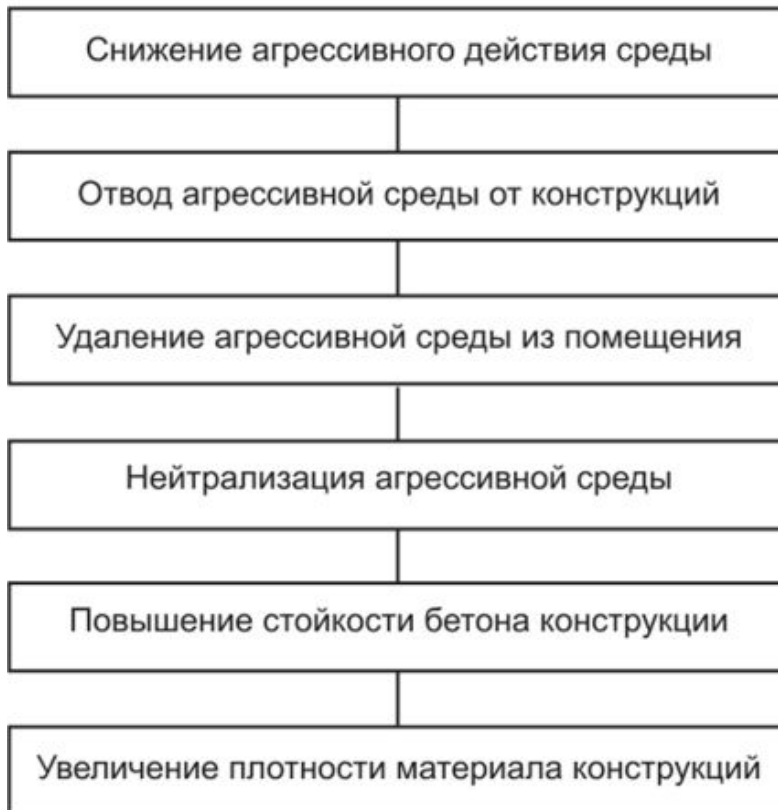 Снижение агрессивного действия среды
Отвод агрессивной среды от конструкций
Удаление агрессивной среды из помещения
Нейтрализация агрессивной среды
Повышение стойкости бетона конструкции
Увеличение плотности материала конструкций